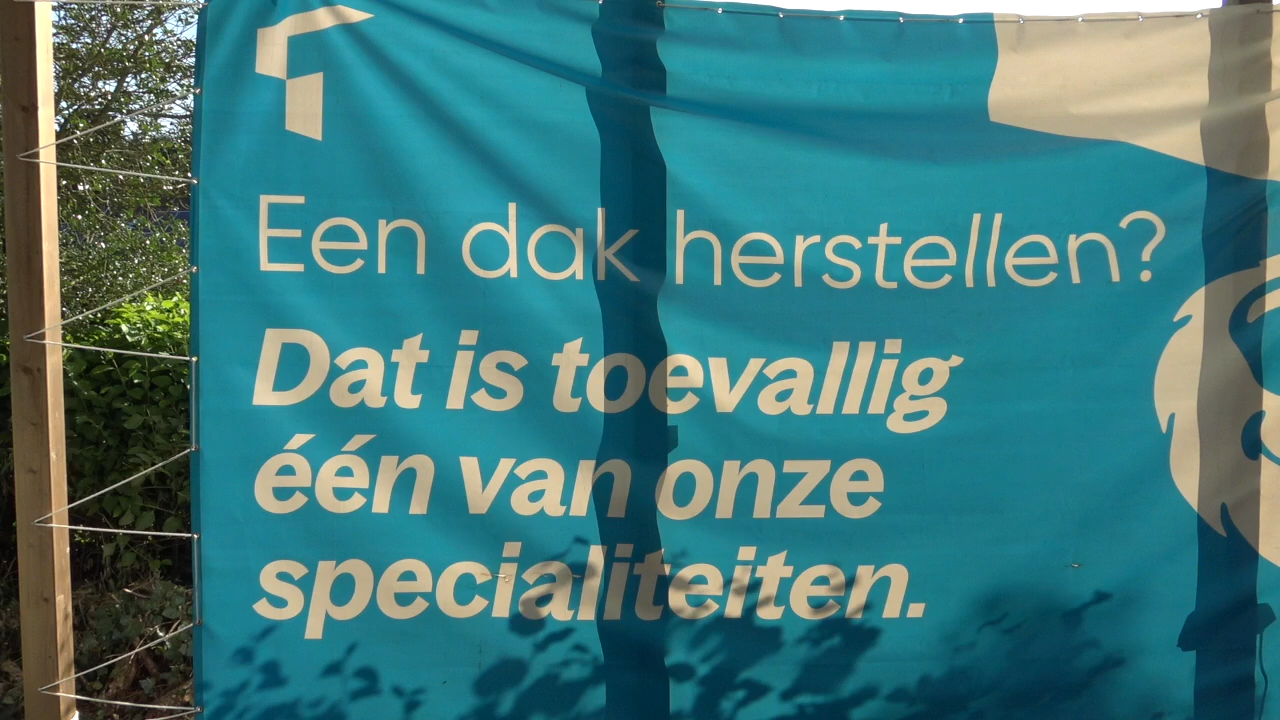 Een dak herstellen?
Dat is toevallig
één van onze
specialiteiten.